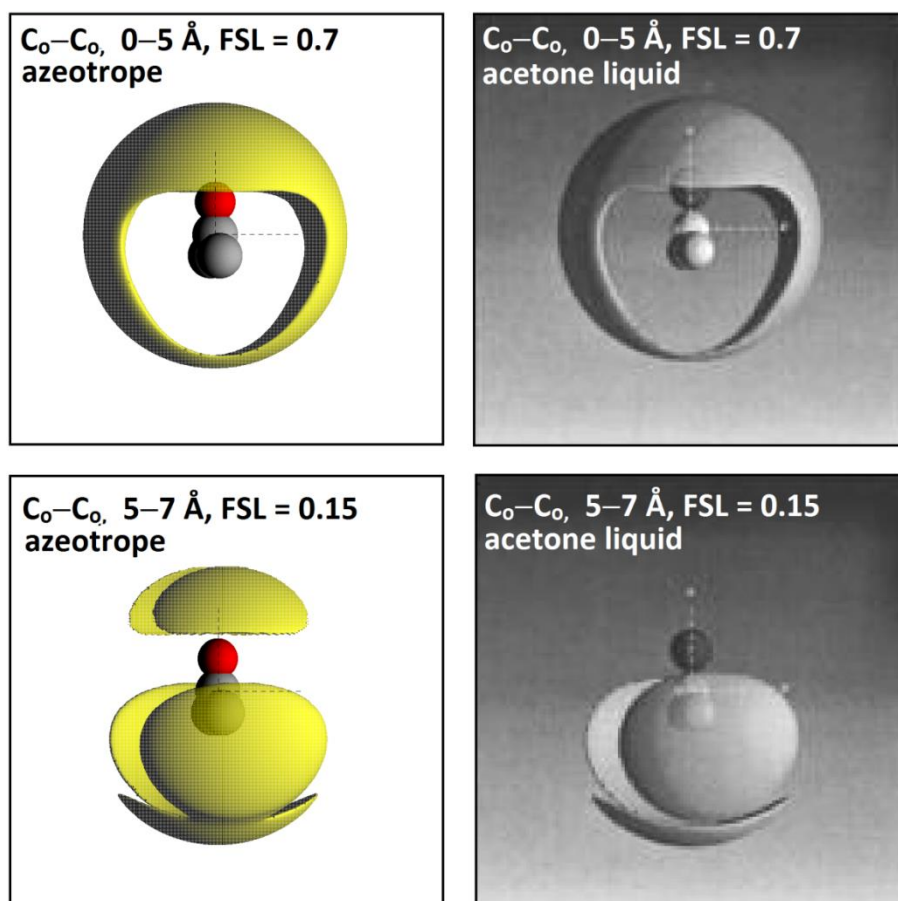 Cₒ–Cₒ, 0–5 Å, FSL = 0.7
azeotrope
Cₒ–Cₒ, 0–5 Å, FSL = 0.7
acetone liquid
Cₒ–Cₒ, 5–7 Å, FSL = 0.15
azeotrope
Cₒ–Cₒ, 5–7 Å, FSL = 0.15
acetone liquid